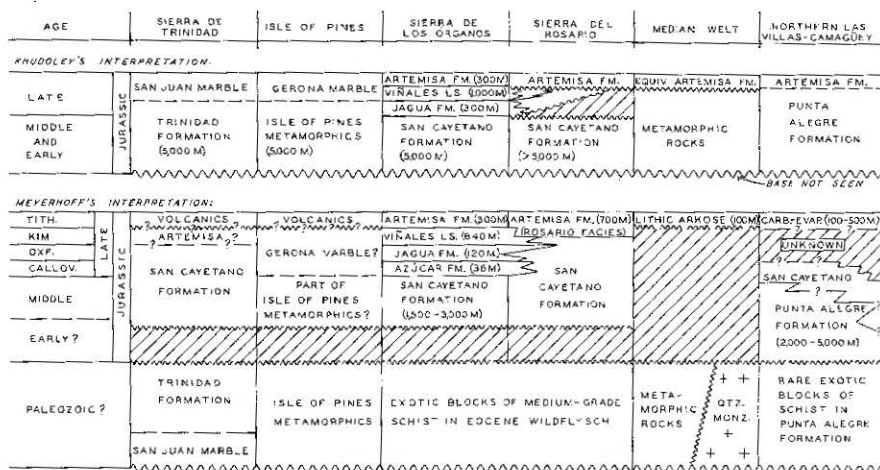 AGE
SIERRA DE
TRINIDAD
ISLE OF PINES
SIERRA DE
LOS ORGANOS
SIERRA DEL
ROSARIO
MEDIAN WELT
NORTHERN LAS
VILLAS-CAMAGÜEY
KHUDOLEY'S INTERPRETATION:
LATE
MIDDLE
AND
EARLY
JURASSIC
SAN JUAN MARBLE
TRINIDAD
FORMATION
(5,000 M)
GERONA MARBLE
ISLE OF PINES
METAMORPHICS
(5,000 M)
ARTEMISA FM. (300M)
VIÑALES LS. (1,000M)
JAGUA FM. (300M)
SAN CAYETANO
FORMATION
(5,000 M)
ARTEMISA FM.
SAN CAYETANO
FORMATION
(>5,000 M)
EQUIV. ARTEMISA FM.
METAMORPHIC
ROCKS
ARTEMISA FM.
PUNTA
ALEGRE
FORMATION
BASE NOT SEEN
MEYERHOFF'S INTERPRETATION:
TITH.
KIM
OXF.
CALLOV.
LATE
MIDDLE
EARLY?
JURASSIC
? VOLCANICS ?
? ARTEMISA ?
SAN CAYETANO
FORMATION
? VOLCANICS ?
GERONA VARBLE?
PART OF
ISLE OF PINES
METAMORPHICS?
ARTEMISA FM. (300M)
VIÑALES LS. (640M)
JAGUA FM. (120M)
AZÚCAR FM. (36M)
SAN CAYETANO
FORMATION
(1,500-3,000M)
ARTEMISA FM. (700M)
(ROSARIO FACIES)
SAN
CAYETANO
FORMATION
LITHIC ARKOSE (100M)
CARB-EVAP. (100-500M)
? UNKNOWN ?
SAN CAYETANO
?
PUNTA ALEGRE
FORMATION
(2,000-5,000 M)
?
PALEOZOIC?
TRINIDAD
FORMATION
SAN JUAN MARBLE
ISLE OF PINES
METAMORPHICS
EXOTIC BLOCKS OF MEDIUM-GRADE
SCHIST IN EOCENE WILDFLYSCH
META-
MORPHIC
ROCKS
QTZ.
MONZ.
RARE EXOTIC
BLOCKS OF
SCHIST IN
PUNTA ALEGRE
FORMATION